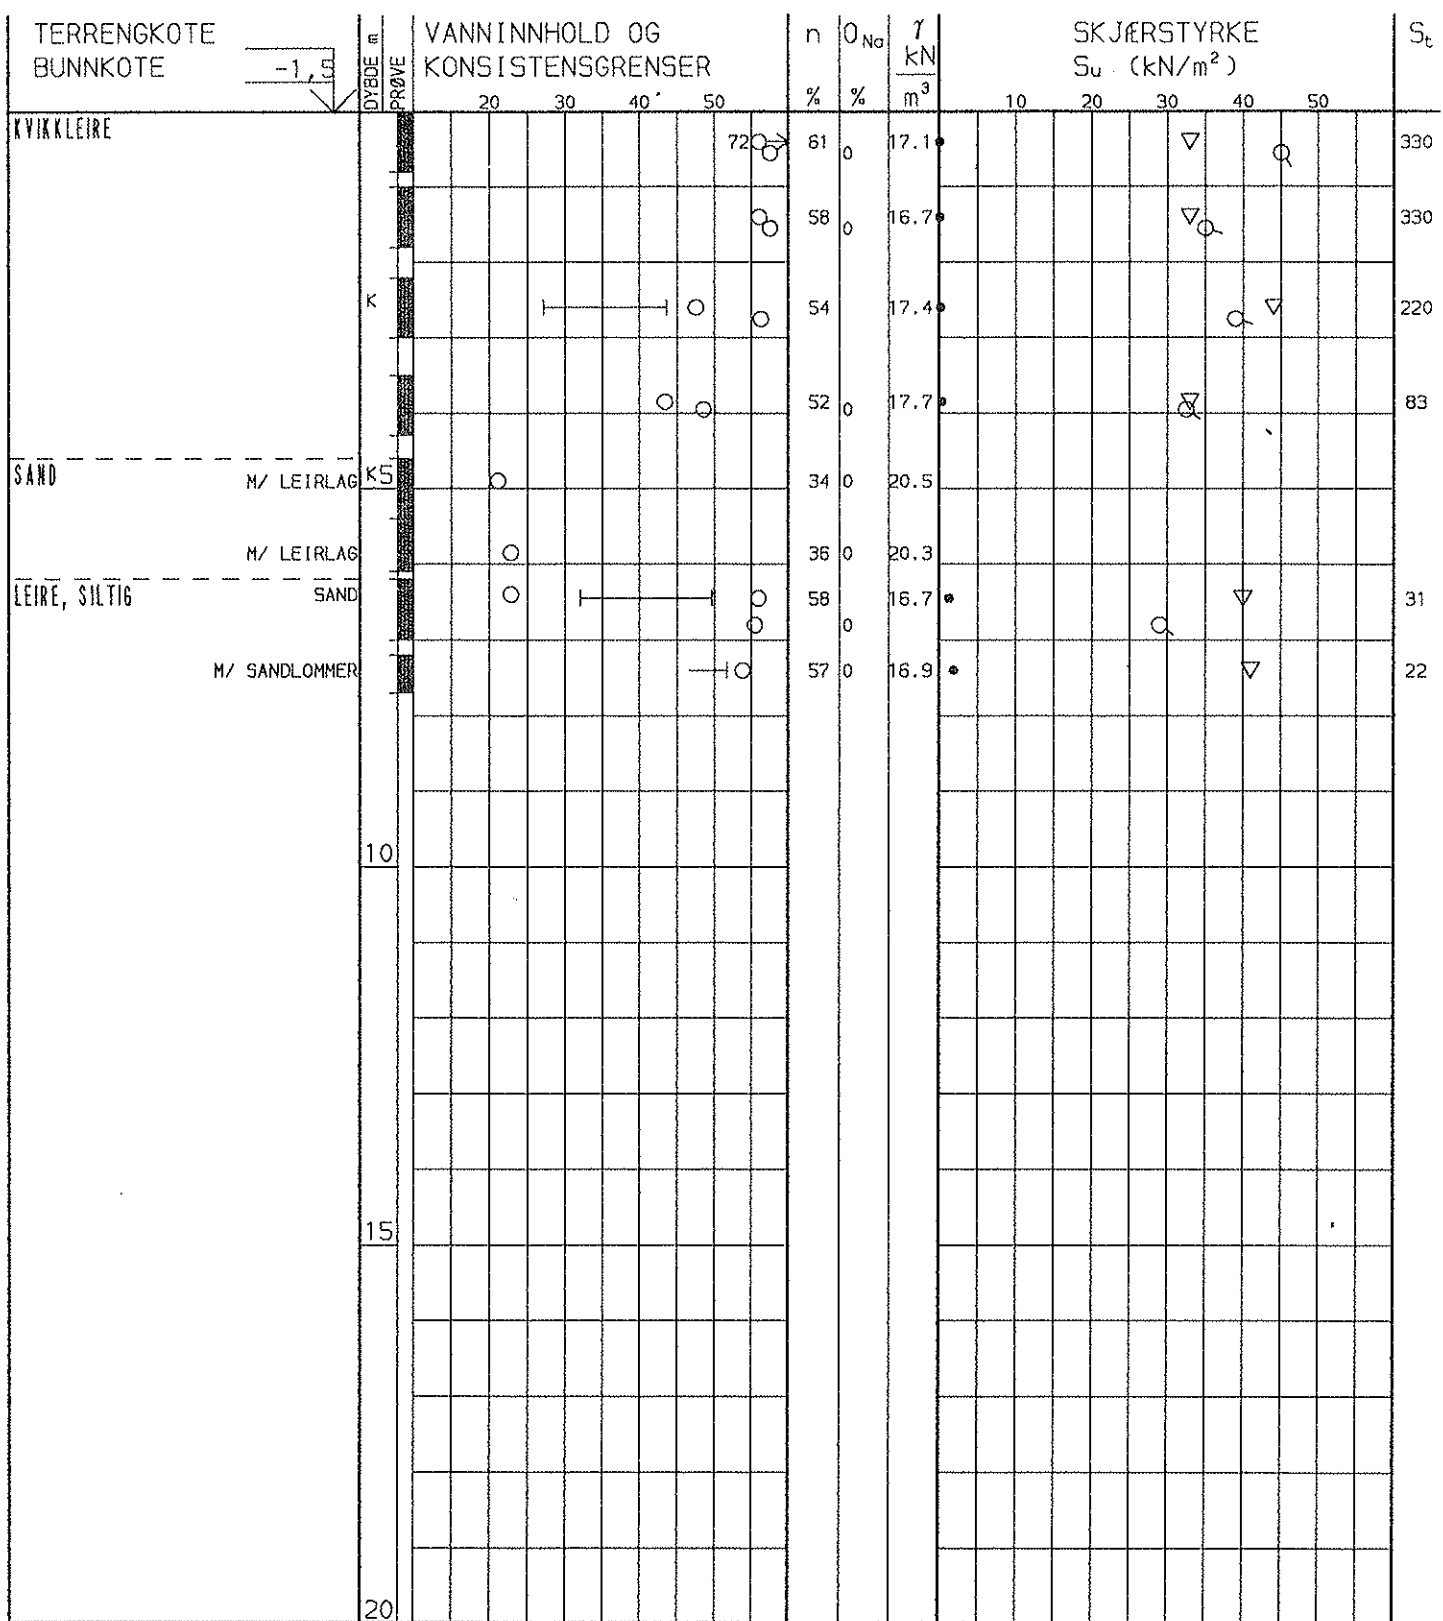 TERRENGKOTE
BUNNKOTE -1,5
DYBDE m
PRØVE
VANNINNHOLD OG
KONSISTENSGRENSER
20 30 40 50
n
%
O Na
%
γ
kN
m³
SKJÆRSTYRKE
Su (kN/m²)
10 20 30 40 50
St
KVIKKLEIRE
72 61 0 17.1 330
58 0 16.7 330
K 54 17.4 220
52 0 17.7 83
SAND M/ LEIRLAG K 5 34 0 20.5
M/ LEIRLAG 36 0 20.3
LEIRE, SILTIG SAND 58 16.7 31
0
M/ SANDLOMMER 57 0 16.9 22
10
15
20